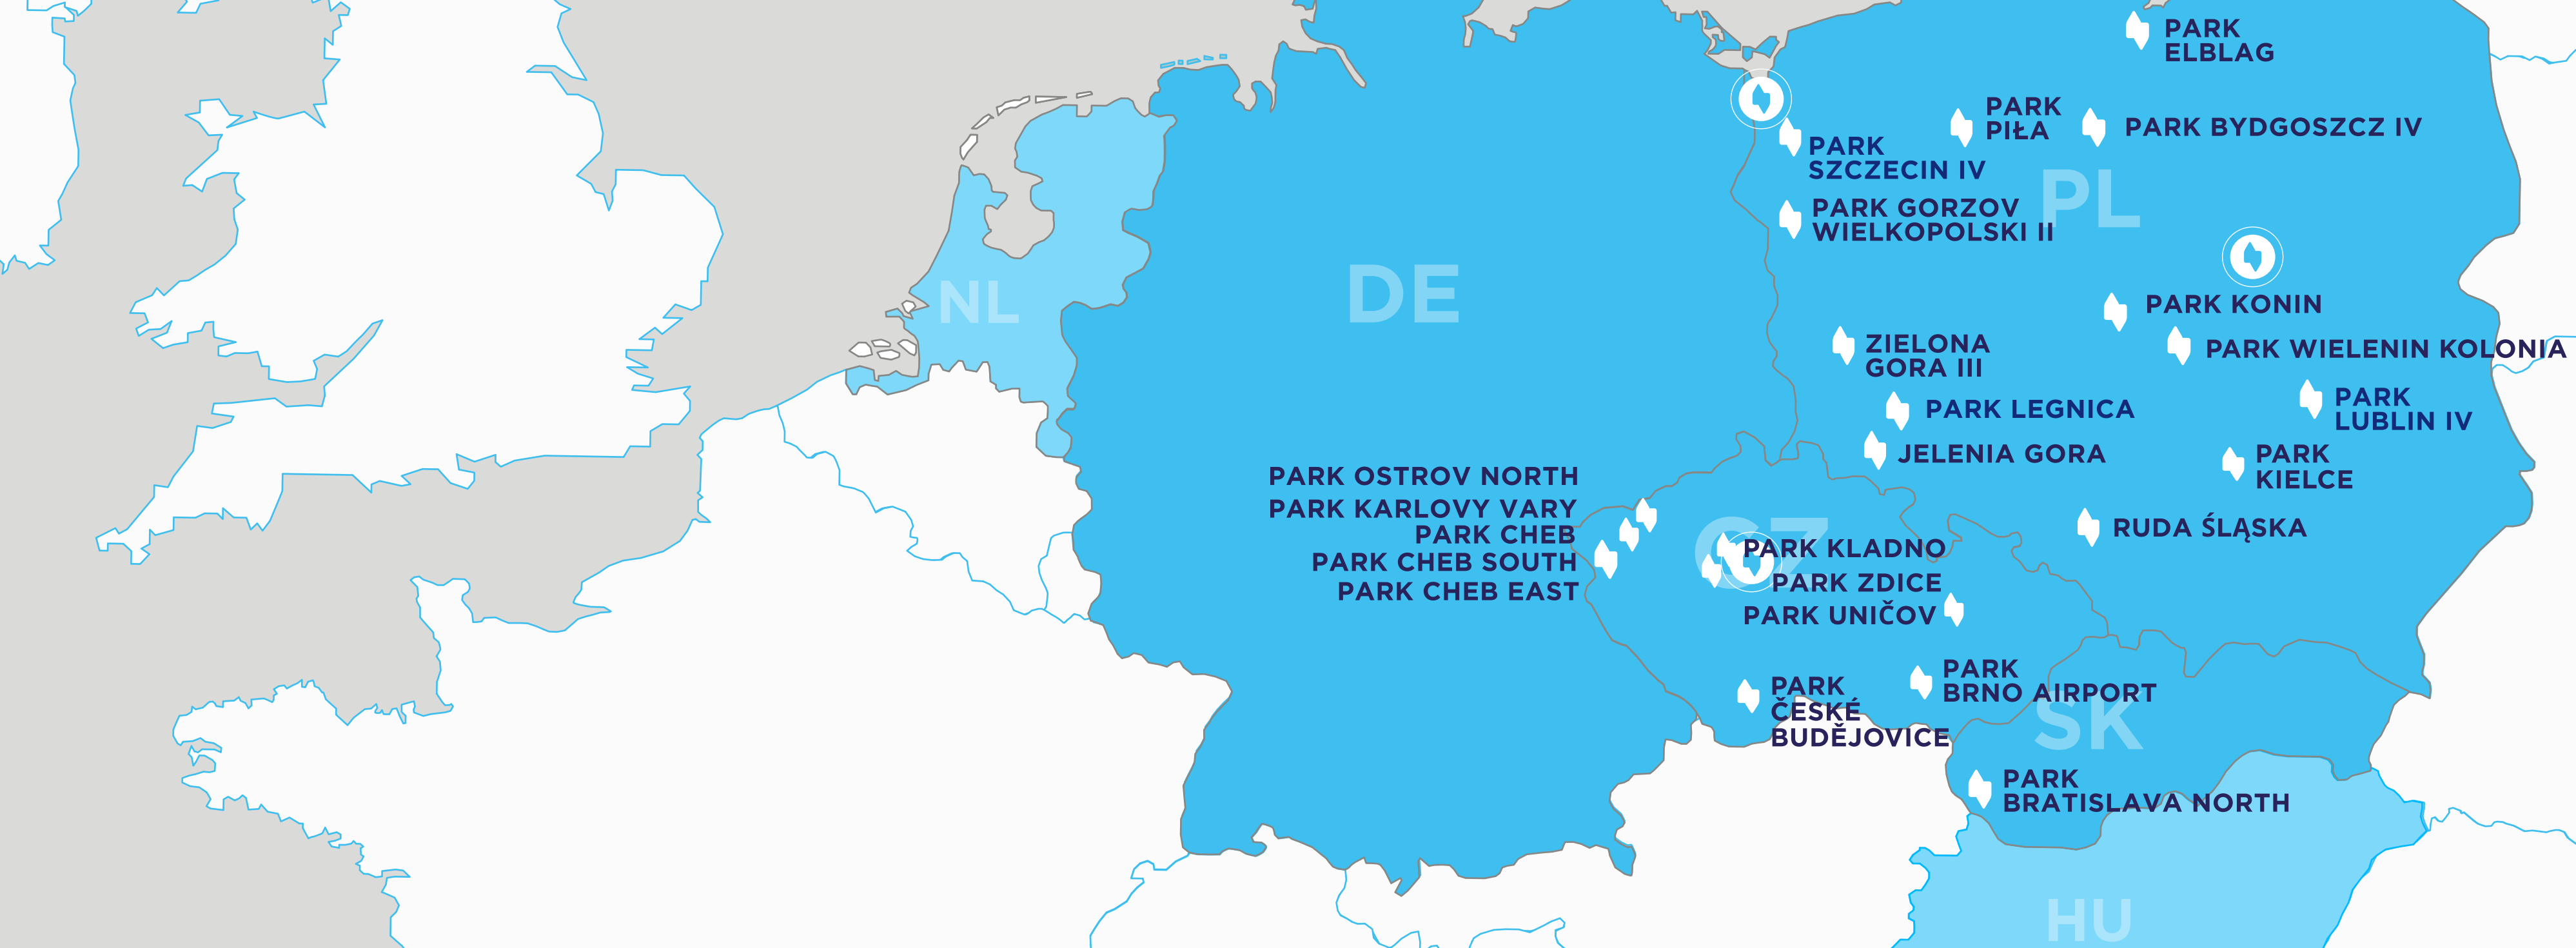 PARK
ELBLAG
PARK
PIŁA
PARK BYDGOSZCZ IV
PARK
SZCZECIN IV
PL
PARK GORZOV
WIELKOPOLSKI II
NL
DE
PARK KONIN
ZIELONA
GORA III
PARK WIELENIN KOLONIA
PARK LEGNICA
PARK
LUBLIN IV
JELENIA GORA
PARK
KIELCE
PARK OSTROV NORTH
PARK KARLOVY VARY
PARK CHEB
PARK CHEB SOUTH
PARK CHEB EAST
RUDA ŚLĄSKA
CZ
PARK KLADNO
PARK ZDICE
PARK UNIČOV
PARK
BRNO AIRPORT
PARK
ČESKÉ
BUDĚJOVICE
SK
PARK
BRATISLAVA NORTH
HU